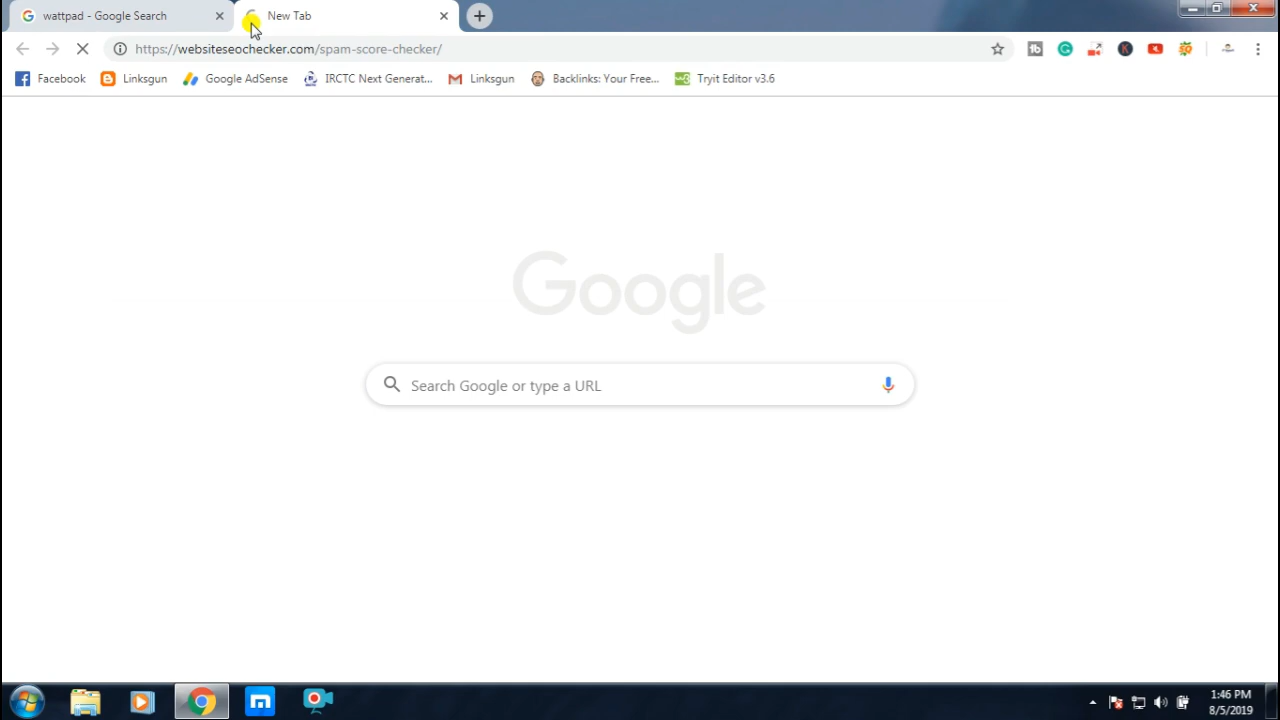 wattpad - Google Search
New Tab
https://websiteseochecker.com/spam-score-checker/
Facebook Linksgun Google AdSense IRCTC Next Generat... Linksgun Backlinks: Your Free... Tryit Editor v3.6
Google
Search Google or type a URL
1:46 PM
8/5/2019